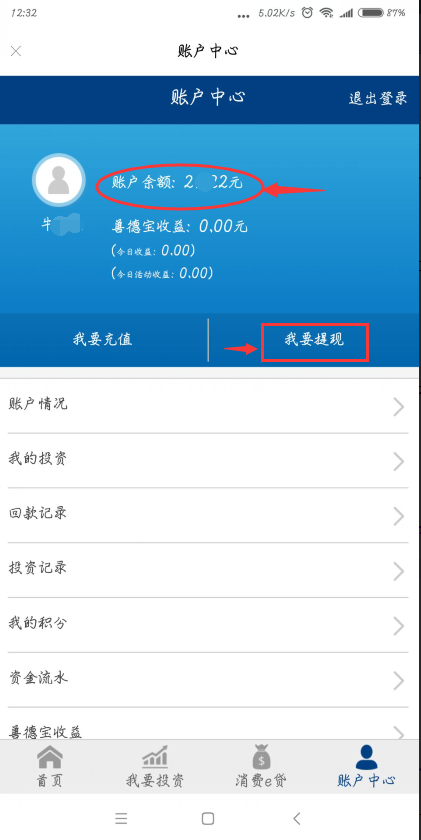 12:32 ... 5.02K/s 87%
账户中心
账户中心 退出登录
账户余额: 2 22元
牛
善德宝收益: 0.00元
(今日收益: 0.00)
(今日活动收益: 0.00)
我要充值 我要提现
账户情况
我的投资
回款记录
投资记录
我的积分
资金流水
善德宝收益
首页 我要投资 消费e贷 账户中心